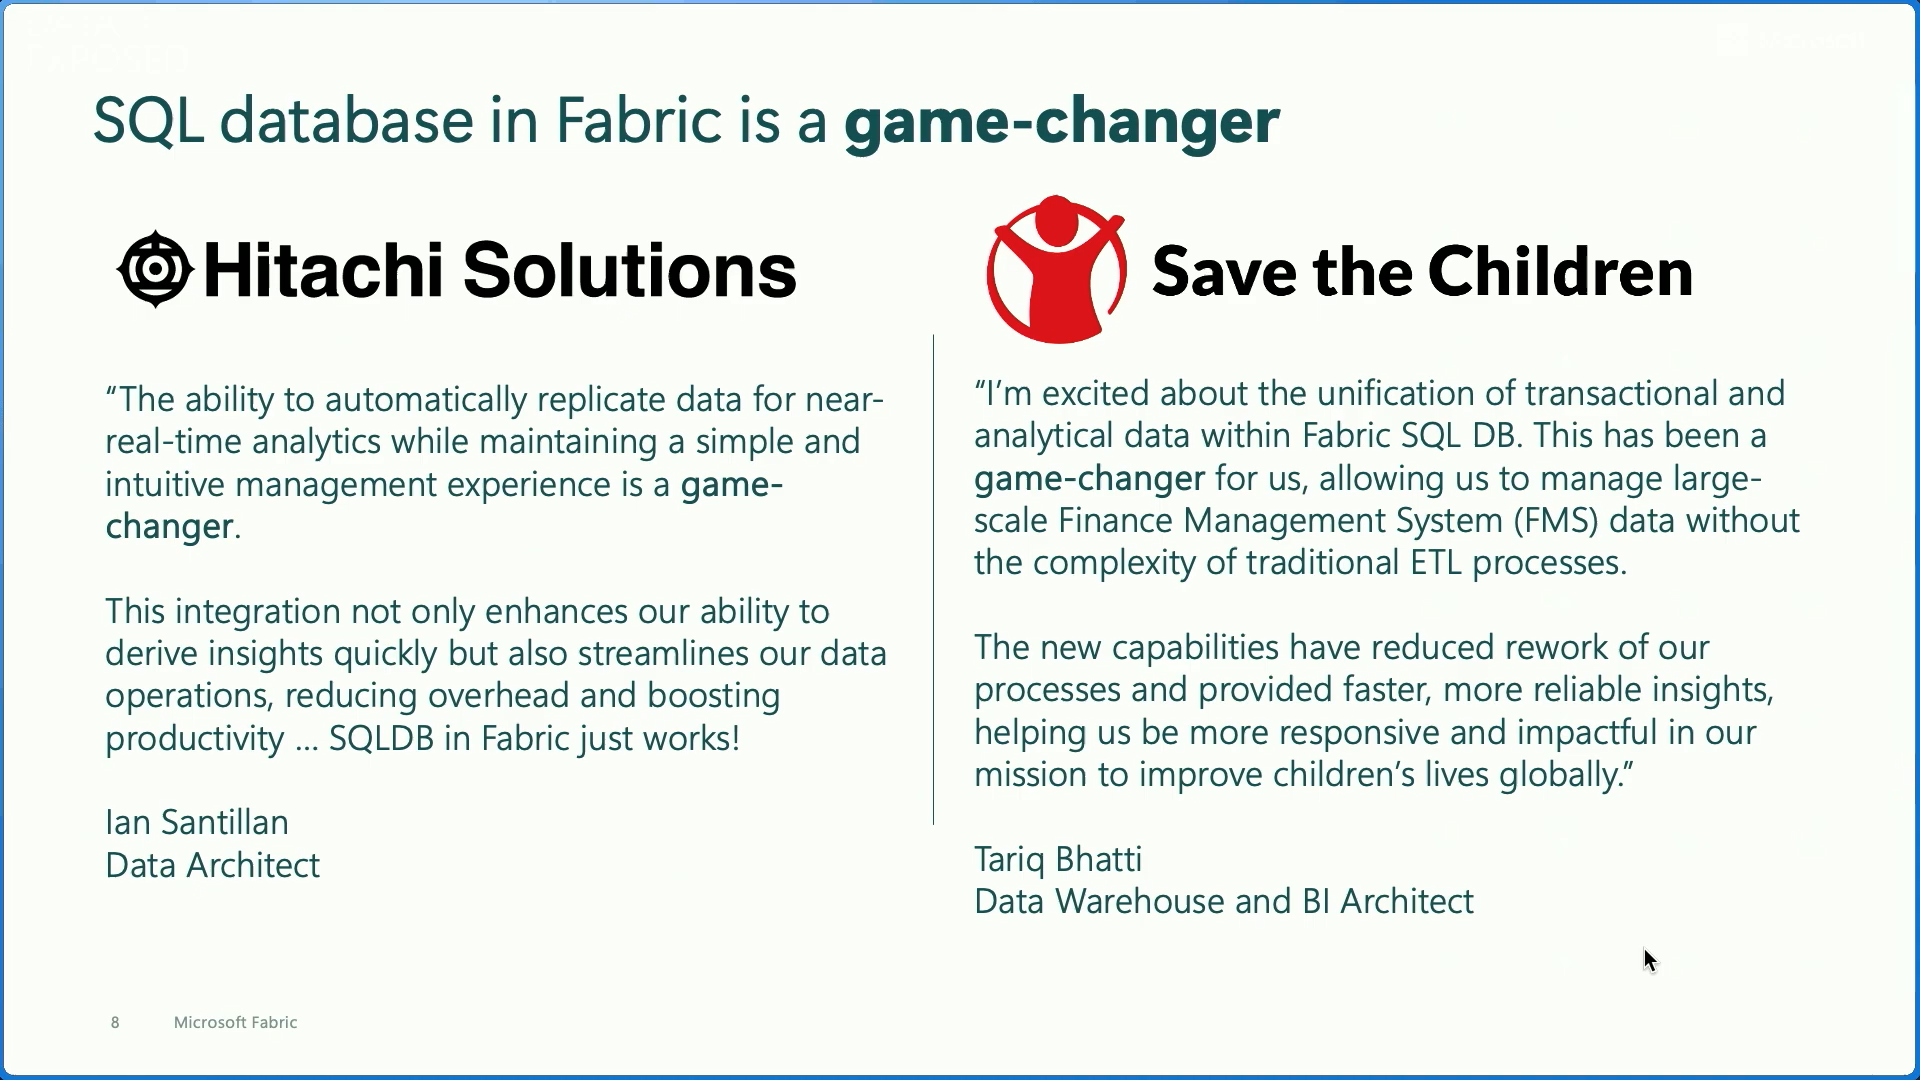 SQL database in Fabric is a game-changer
Hitachi Solutions
“The ability to automatically replicate data for near-
real-time analytics while maintaining a simple and
intuitive management experience is a game-
changer.
This integration not only enhances our ability to
derive insights quickly but also streamlines our data
operations, reducing overhead and boosting
productivity ... SQLDB in Fabric just works!
Ian Santillan
Data Architect
Save the Children
“I’m excited about the unification of transactional and
analytical data within Fabric SQL DB. This has been a
game-changer for us, allowing us to manage large-
scale Finance Management System (FMS) data without
the complexity of traditional ETL processes.
The new capabilities have reduced rework of our
processes and provided faster, more reliable insights,
helping us be more responsive and impactful in our
mission to improve children’s lives globally.”
Tariq Bhatti
Data Warehouse and BI Architect
8
Microsoft Fabric